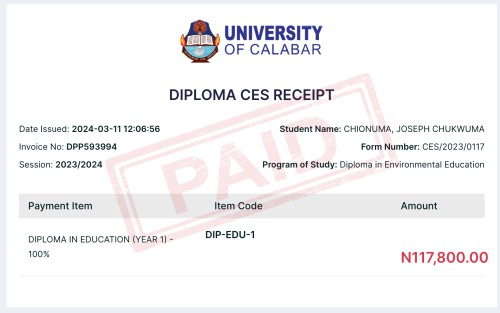 UNIVERSITY
OF CALABAR
DIPLOMA CES RECEIPT
Date Issued: 2024-03-11 12:06:56
Student Name: CHIONUMA, JOSEPH CHUKWUMA
Invoice No: DPP593994
Form Number: CES/2023/0117
Session: 2023/2024
Program of Study: Diploma in Environmental Education
PAID
Payment Item Item Code Amount
DIPLOMA IN EDUCATION (YEAR 1) -
100%
DIP-EDU-1
N117,800.00